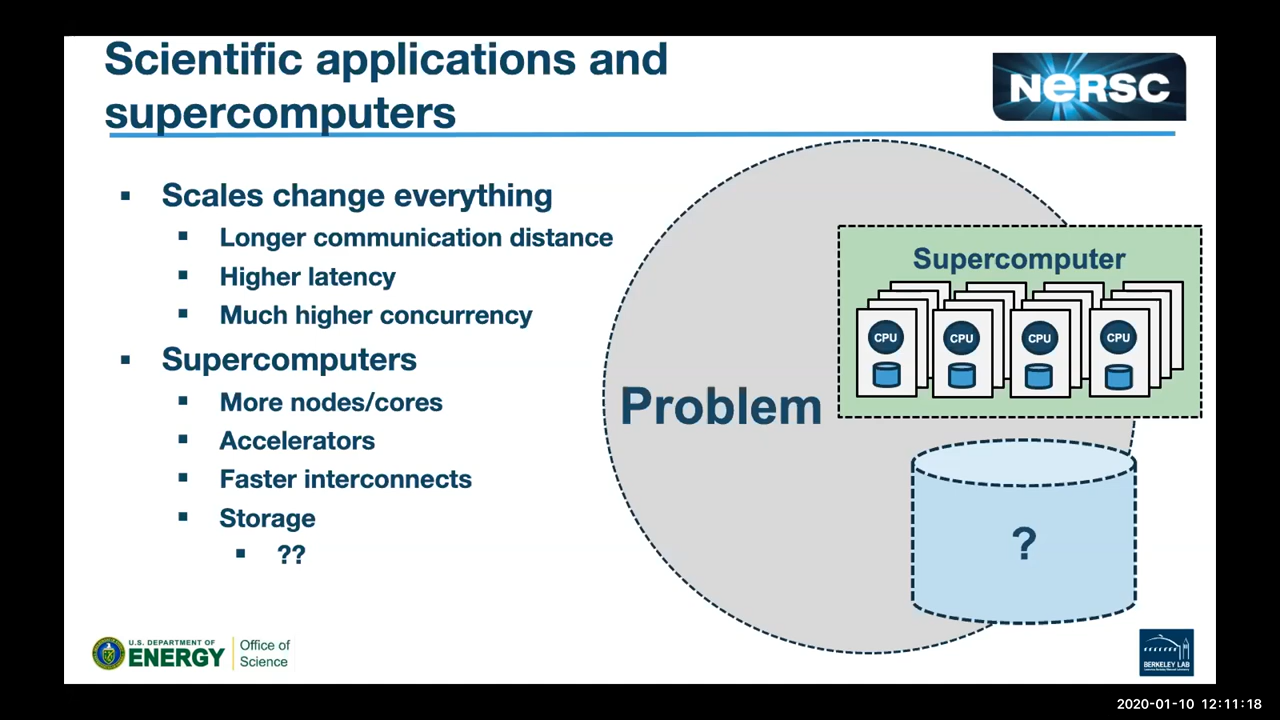 Scientific applications and
supercomputers
NERSC
Scales change everything
Longer communication distance
Higher latency
Much higher concurrency
Supercomputers
More nodes/cores
Accelerators
Faster interconnects
Storage
??
Problem
Supercomputer
CPU
CPU
CPU
CPU
?
U.S. DEPARTMENT OF
ENERGY
Office of
Science
BERKELEY LAB
2020-01-10 12:11:18